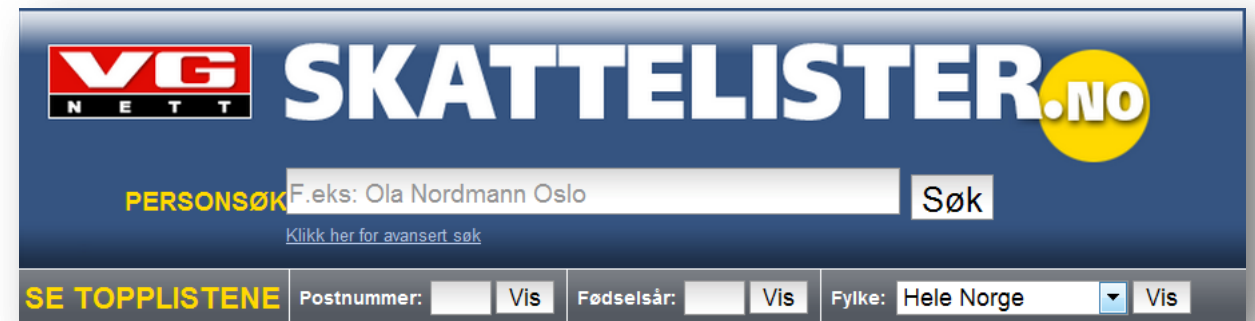 VG SKATTELISTER.NO
NETT
PERSONSØK F.eks: Ola Nordmann Oslo Søk
Klikk her for avansert søk
SE TOPPLISTENE Postnummer: Vis Fødselsår: Vis Fylke: Hele Norge Vis